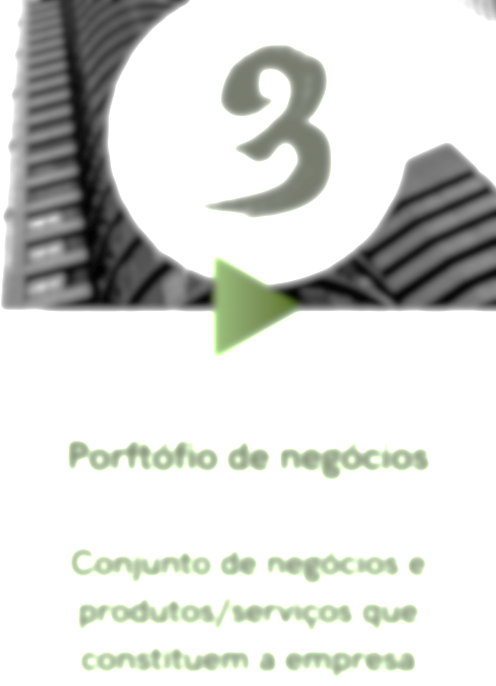 3
Porftófio de negócios
Conjunto de negócios e
produtos/serviços que
constituem a empresa